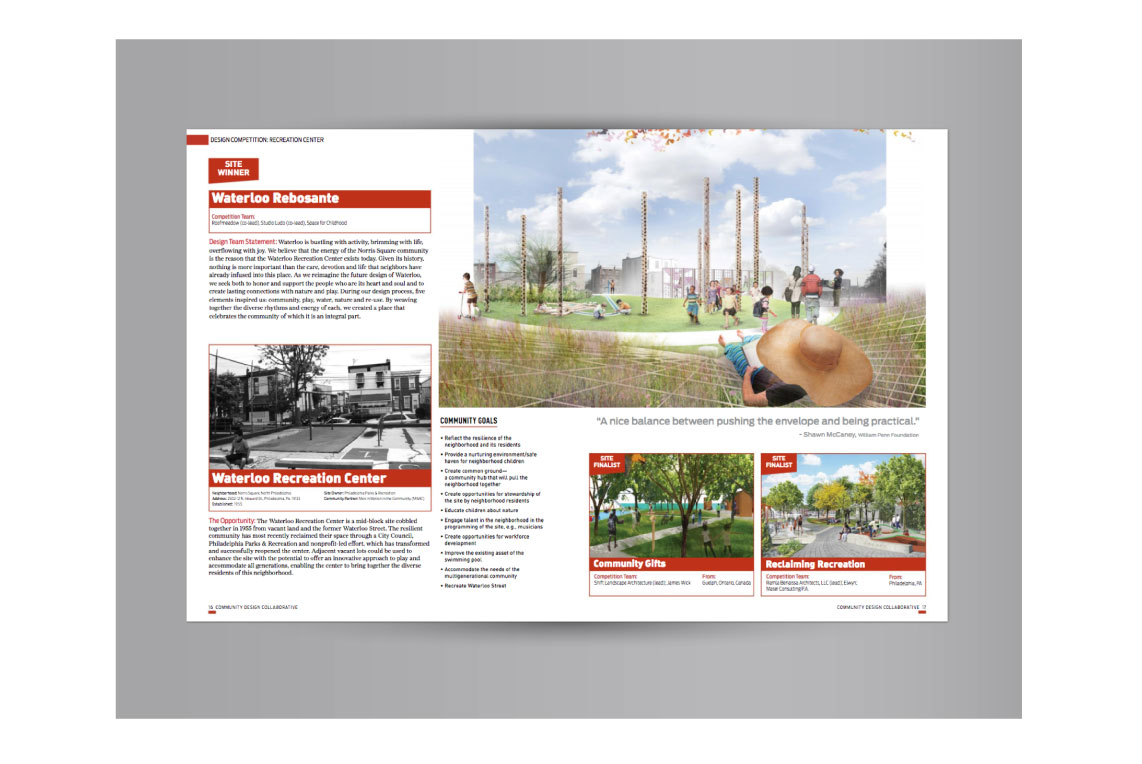 DESIGN COMPETITION: RECREATION CENTER
SITE
WINNER
Waterloo Rebosante
Competition Team:
Roofmeadow (co-lead), Studio Ludo (co-lead), Space for Childhood
Design Team Statement: Waterloo is bustling with activity, brimming with life,
overflowing with joy. We believe that the energy of the Norris Square community
is the reason that the Waterloo Recreation Center exists today. Given its history,
nothing is more important than the care, devotion and life that neighbors have
already infused into this place. As we reimagine the future design of Waterloo,
we seek both to honor and support the people who are its heart and soul and to
create lasting connections with nature and play. During our design process, five
elements inspired us: community, play, water, nature and re-use. By weaving
together the diverse rhythms and energy of each, we created a place that
celebrates the community of which it is an integral part.
Waterloo Recreation Center
Neighborhood: Norris Square, North Philadelphia
Address: Philadelphia, PA
Established: 1955
Site Owner: Philadelphia Parks & Recreation
Community Partner:
The Opportunity: The Waterloo Recreation Center is a mid-block site cobbled
together in 1955 from vacant land and the former Waterloo Street. The resilient
community has most recently reclaimed their space through a City Council,
Philadelphia Parks & Recreation and nonprofit-led effort, which has transformed
and successfully reopened the center. Adjacent vacant lots could be used to
enhance the site with the potential to offer an innovative approach to play and
accommodate all generations, enabling the center to bring together the diverse
residents of this neighborhood.
16 COMMUNITY DESIGN COLLABORATIVE
COMMUNITY GOALS
• Reflect the resilience of the
neighborhood and its residents
• Provide a nurturing environment/safe
haven for neighborhood children
• Create common ground—
a community hub that will pull the
neighborhood together
• Create opportunities for stewardship of
the site by neighborhood residents
• Educate children about nature
• Engage talent in the neighborhood in the
programming of the site, e.g., musicians
• Create opportunities for workforce
development
• Improve the existing asset of the
swimming pool
• Accommodate the needs of the
multigenerational community
• Recreate Waterloo Street
"A nice balance between pushing the envelope and being practical."
- Shawn McCaney, William Penn Foundation
SITE
FINALIST
Community Gifts
Competition Team:
Shift Landscape Architecture (lead); James Wick
From:
Guelph, Ontario, Canada
SITE
FINALIST
Reclaiming Recreation
Competition Team:
Ramla Benaissa Architects, LLC (lead);
Meier Consulting
From:
Philadelphia, PA
COMMUNITY DESIGN COLLABORATIVE 17